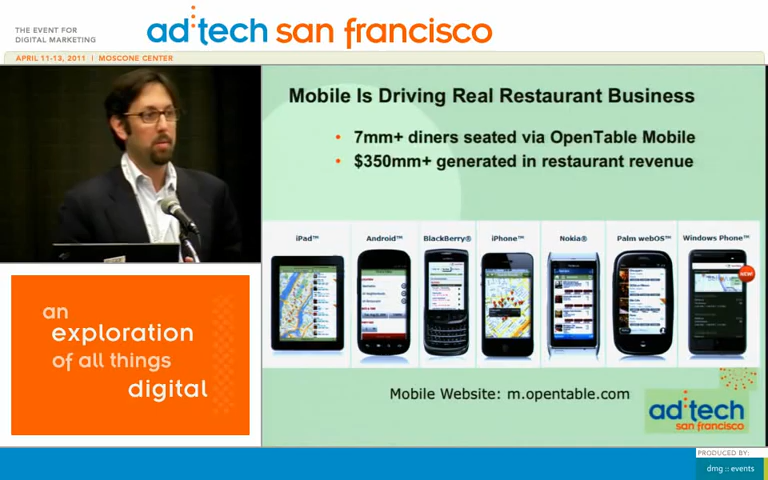 THE EVENT FOR
DIGITAL MARKETING
ad:tech san francisco
APRIL 11-13, 2011 | MOSCONE CENTER
Mobile Is Driving Real Restaurant Business
• 7mm+ diners seated via OpenTable Mobile
• $350mm+ generated in restaurant revenue
iPad™ Android™ BlackBerry® iPhone™ Nokia® Palm webOS™ Windows Phone™
NEW!
Mobile Website: m.opentable.com
an
exploration
of all things
digital
ad:tech
san francisco
PRODUCED BY:
dmg :: events